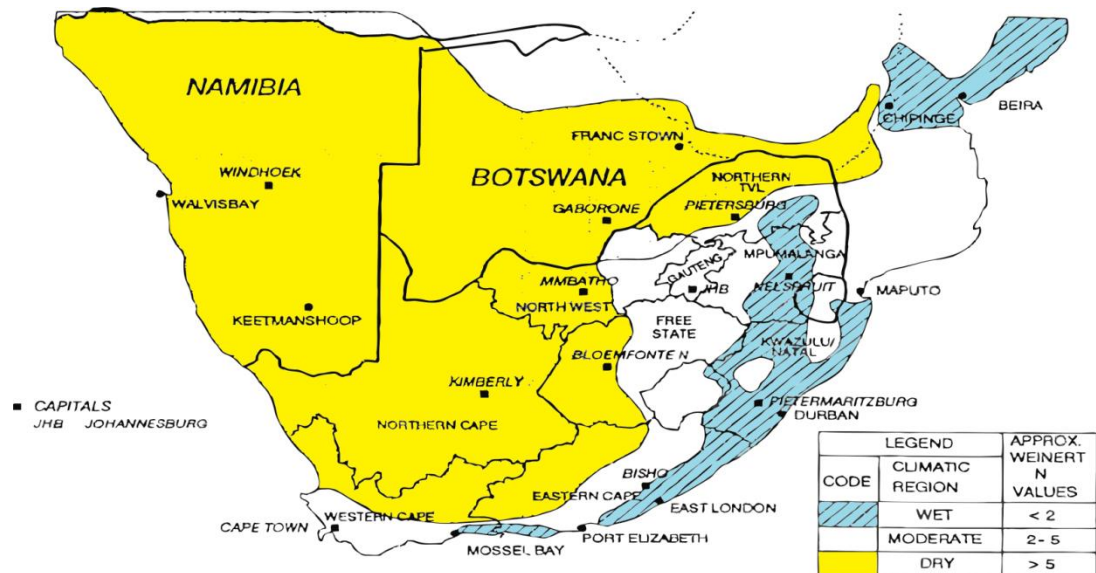 NAMIBIA
BEIRA
CHIPINGE
FRANC STOWN
WINDHOEK
BOTSWANA
NORTHERN
TVL
WALVISBAY
GABORONE
PIETERSBURG
MPUMALANGA
GAUTENG
MMBATHO
JHB
NELSPRUIT
MAPUTO
NORTH WEST
KEETMANSHOOP
FREE
STATE
KWAZULU/
NATAL
BLOEMFONTE N
KIMBERLY
■ CAPITALS
JHB JOHANNESBURG
PIETERMARITZBURG
DURBAN
NORTHERN CAPE
BISHO
EASTERN CAPE
EAST LONDON
WESTERN CAPE
CAPE TOWN
PORT ELIZABETH
MOSSEL BAY
LEGEND
APPROX.
WEINERT
N
VALUES
CODE
CLIMATIC
REGION
WET
< 2
MODERATE
2- 5
DRY
> 5